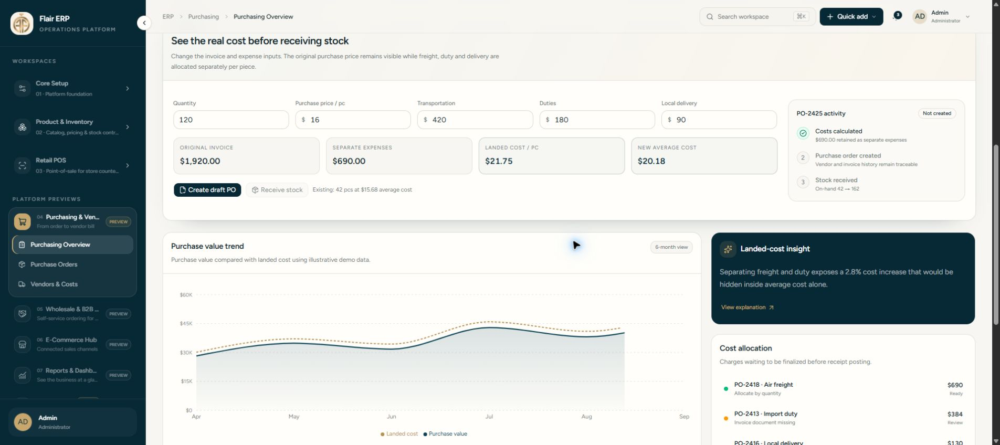 Flair ERP
OPERATIONS PLATFORM
WORKSPACES
Core Setup
01 · Platform foundation
Product & Inventory
02 · Catalog, pricing & stock contr...
Retail POS
03 · Point-of-sale for store counte...
PLATFORM PREVIEWS
04 Purchasing & Ven...
From order to vendor bill
PREVIEW
Purchasing Overview
Purchase Orders
Vendors & Costs
05 Wholesale & B2B ...
Self-service ordering for ...
PREVIEW
06 E-Commerce Hub
Connected sales channels
PREVIEW
07 Reports & Dashb...
See the business at a gla...
PREVIEW
AD
Admin
Administrator
ERP
Purchasing
Purchasing Overview
Search workspace
⌘K
Quick add
3
AD
Admin
Administrator
See the real cost before receiving stock
Change the invoice and expense inputs. The original purchase price remains visible while freight, duty and delivery are
allocated separately per piece.
Quantity
120
Purchase price / pc
$ 16
Transportation
$ 420
Duties
$ 180
Local delivery
$ 90
ORIGINAL INVOICE
$1,920.00
SEPARATE EXPENSES
$690.00
LANDED COST / PC
$21.75
NEW AVERAGE COST
$20.18
Create draft PO
Receive stock
Existing: 42 pcs at $15.68 average cost
PO-2425 activity
Not created
Costs calculated
$690.00 retained as separate expenses
2
Purchase order created
Vendor and invoice history remain traceable
3
Stock received
On-hand 42 → 162
Purchase value trend
Purchase value compared with landed cost using illustrative demo data.
6-month view
$60K
$45K
$30K
$15K
$0
Apr
May
Jun
Jul
Aug
Sep
Landed cost
Purchase value
Landed-cost insight
Separating freight and duty exposes a 2.8% cost increase that would be
hidden inside average cost alone.
View explanation
Cost allocation
Charges waiting to be finalized before receipt posting.
PO-2418 · Air freight
Allocate by quantity
$690
Ready
PO-2413 · Import duty
Invoice document missing
$384
Review
PO-2416 · Local delivery
$130